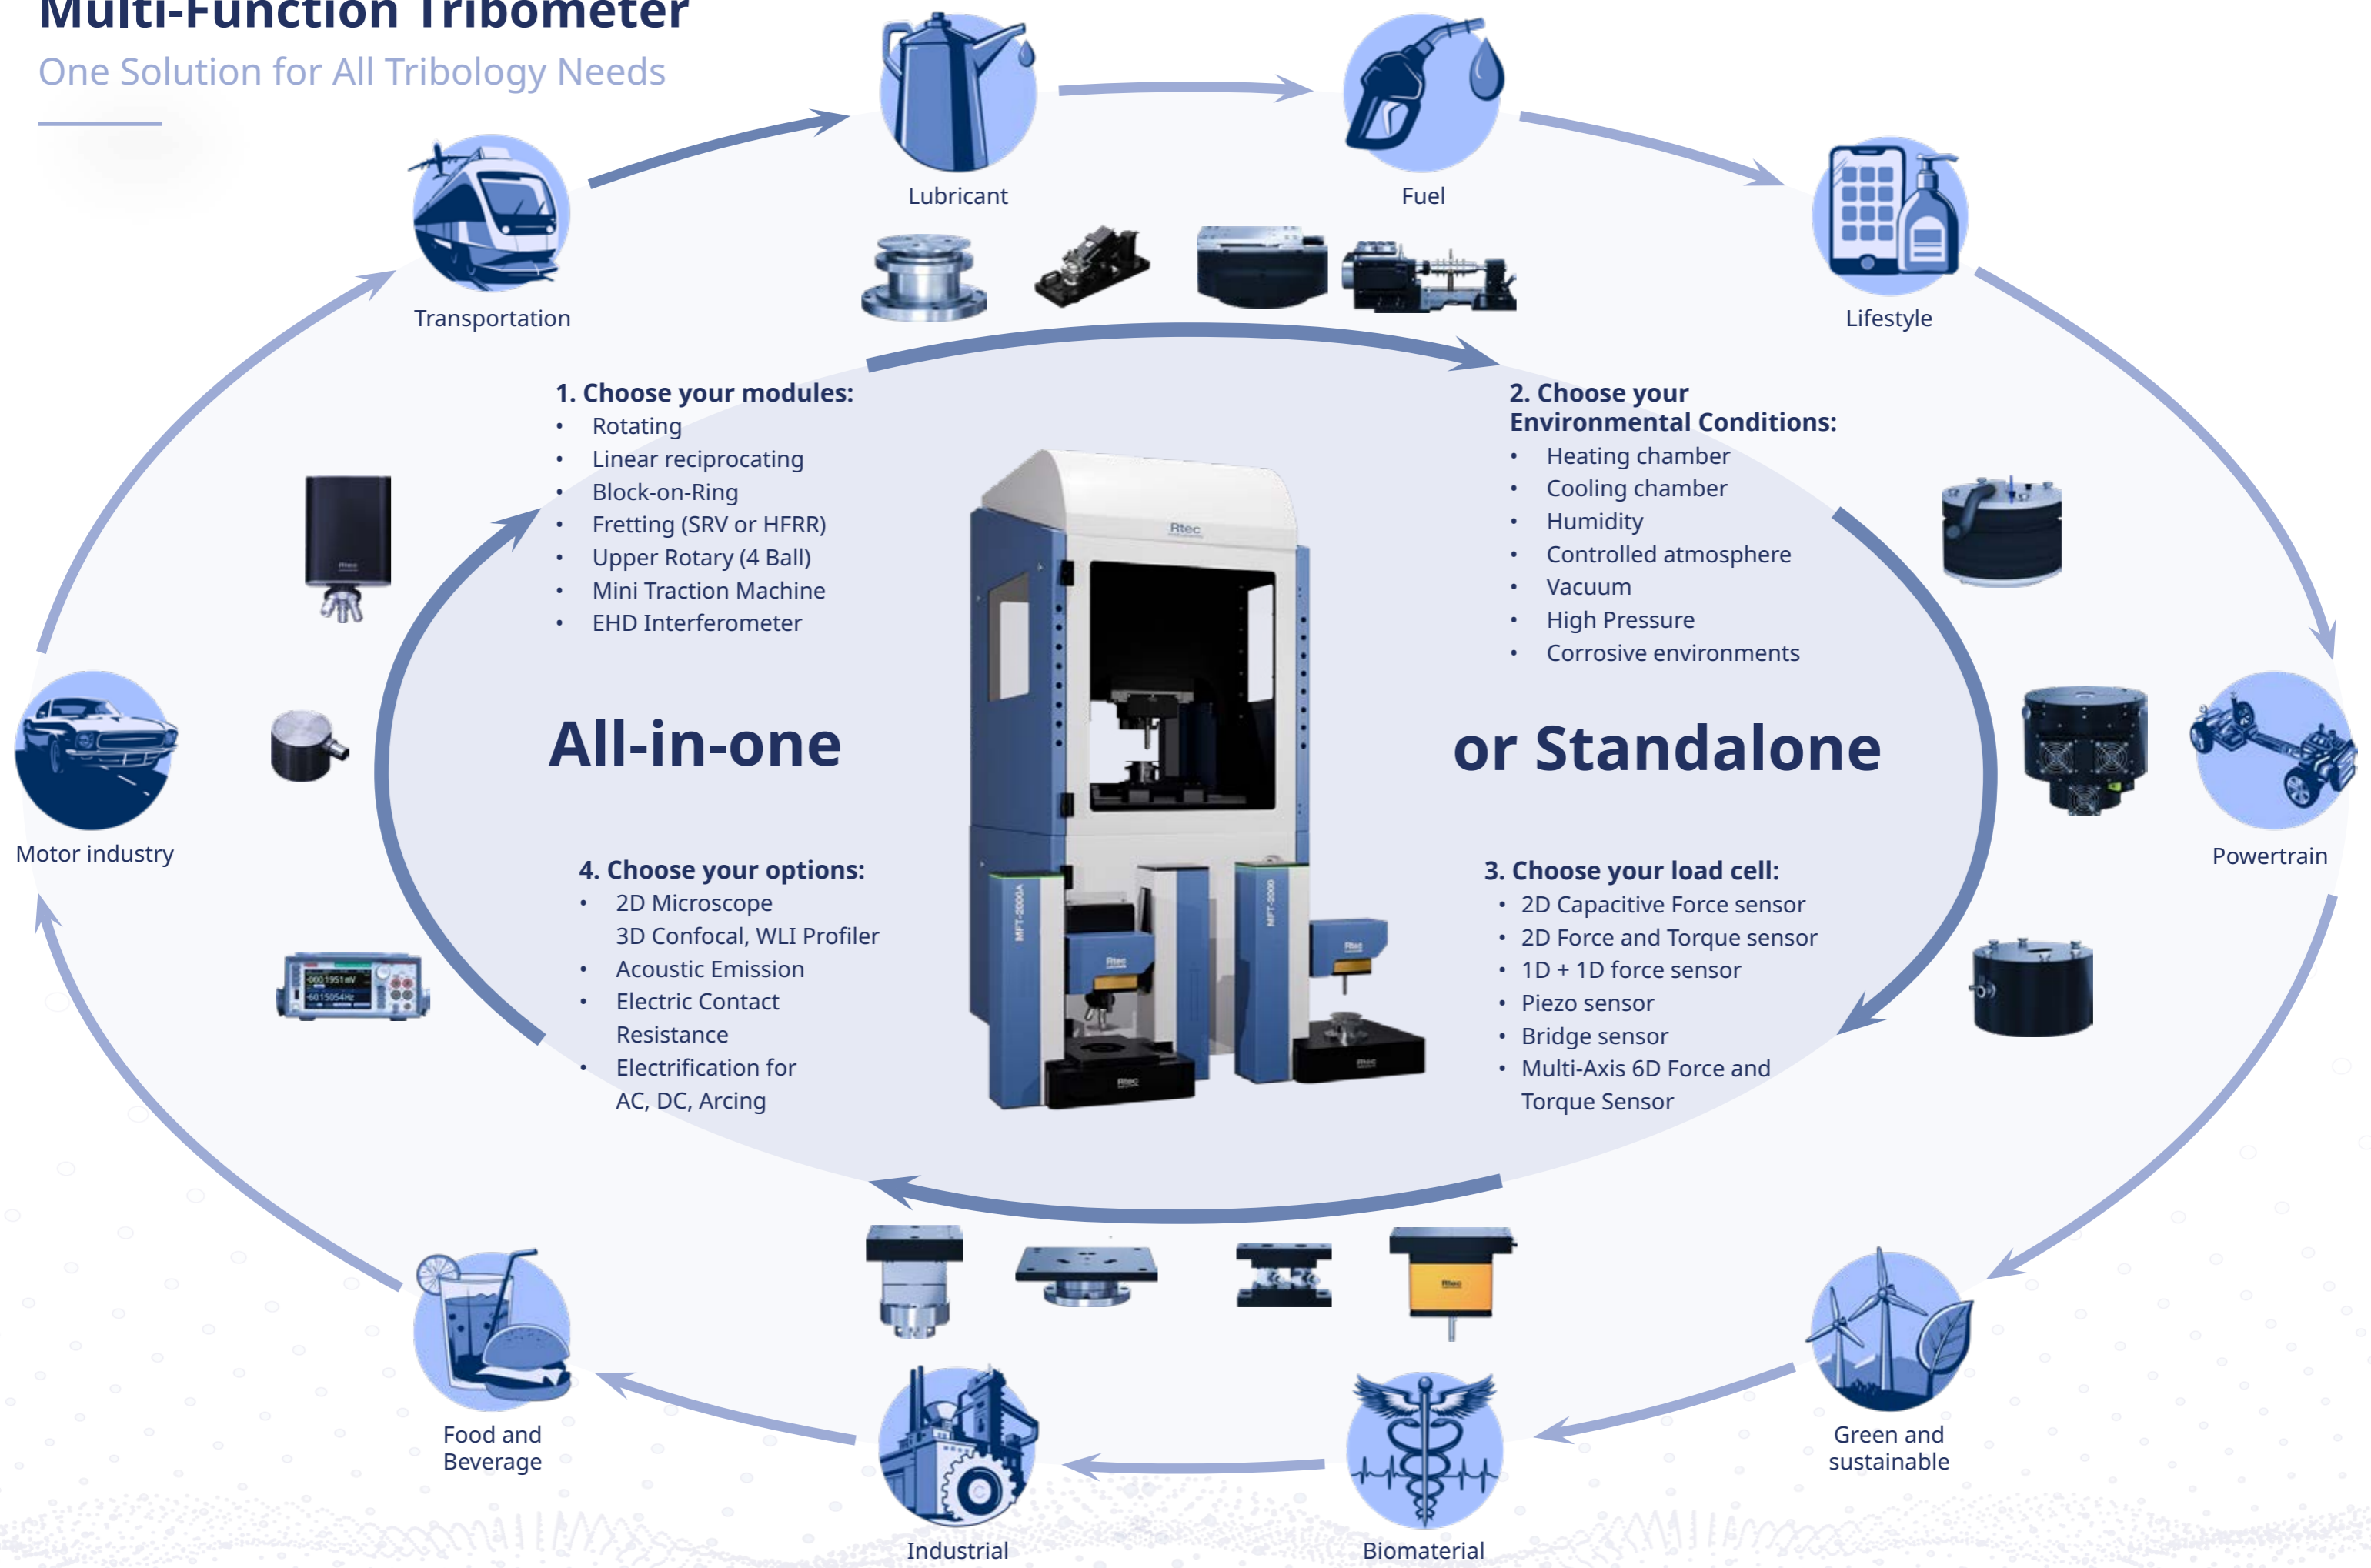 Multi-Function Tribometer
One Solution for All Tribology Needs
Lubricant
Fuel
Transportation
Lifestyle
1. Choose your modules:
• Rotating
• Linear reciprocating
• Block-on-Ring
• Fretting (SRV or HFRR)
• Upper Rotary (4 Ball)
• Mini Traction Machine
• EHD Interferometer
2. Choose your
Environmental Conditions:
• Heating chamber
• Cooling chamber
• Humidity
• Controlled atmosphere
• Vacuum
• High Pressure
• Corrosive environments
Rtec
Rtec
All-in-one
or Standalone
Motor industry
Powertrain
4. Choose your options:
• 2D Microscope
3D Confocal, WLI Profiler
• Acoustic Emission
• Electric Contact
Resistance
• Electrification for
AC, DC, Arcing
3. Choose your load cell:
• 2D Capacitive Force sensor
• 2D Force and Torque sensor
• 1D + 1D force sensor
• Piezo sensor
• Bridge sensor
• Multi-Axis 6D Force and
Torque Sensor
MFT-2000A
MFT-2000
Rtec
Rtec
Rtec
Rtec
Rtec
Food and
Beverage
Green and
sustainable
Industrial
Biomaterial